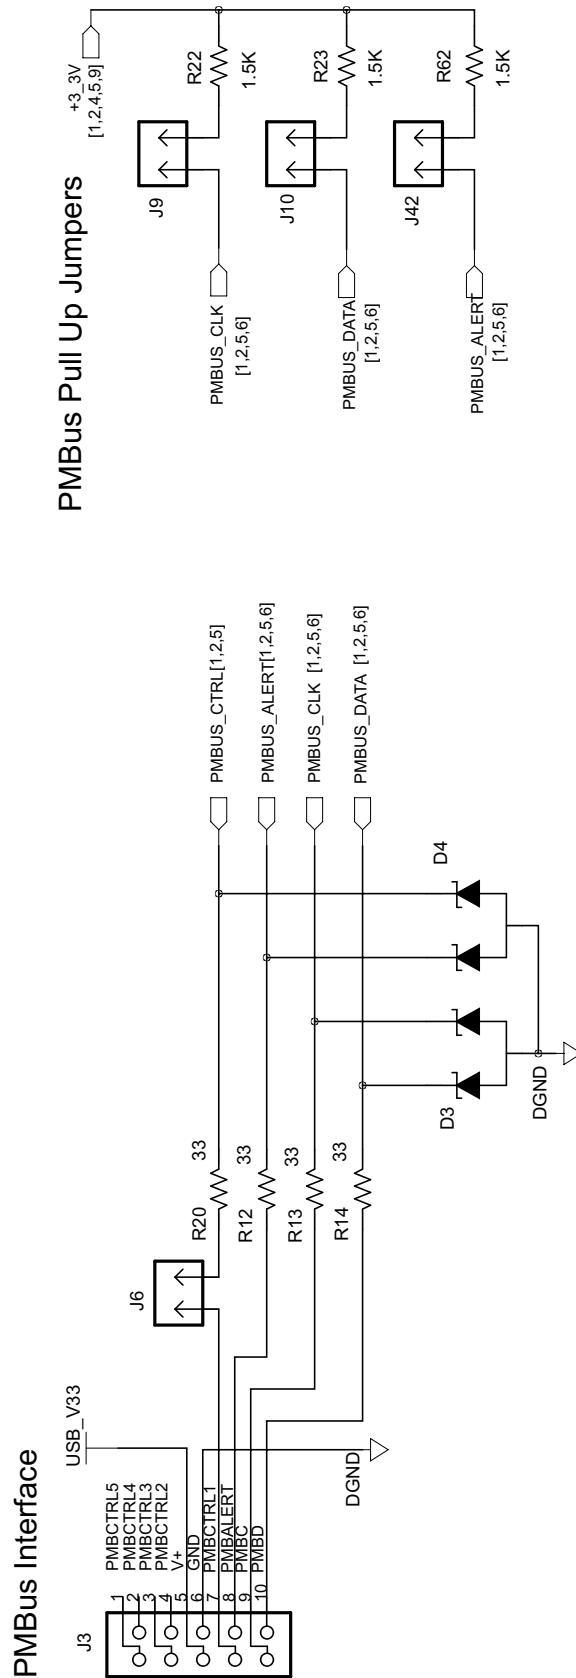 PMBus Interface
J3
1
2
3
4
5
6
7
8
9
10
PMBCTRL5
PMBCTRL4
PMBCTRL3
PMBCTRL2
V+
GND
PMBCTRL1
PMBALERT
PMBC
PMBD
USB_V33
DGND
J6
R20
33
R12
33
R13
33
R14
33
D3
D4
DGND
PMBUS_CTRL[1,2,5]
PMBUS_ALERT[1,2,5,6]
PMBUS_CLK [1,2,5,6]
PMBUS_DATA [1,2,5,6]
PMBus Pull Up Jumpers
+3_3V
[1,2,4,5,9]
PMBUS_CLK
[1,2,5,6]
J9
R22
1.5K
PMBUS_DATA
[1,2,5,6]
J10
R23
1.5K
PMBUS_ALERT
[1,2,5,6]
J42
R62
1.5K